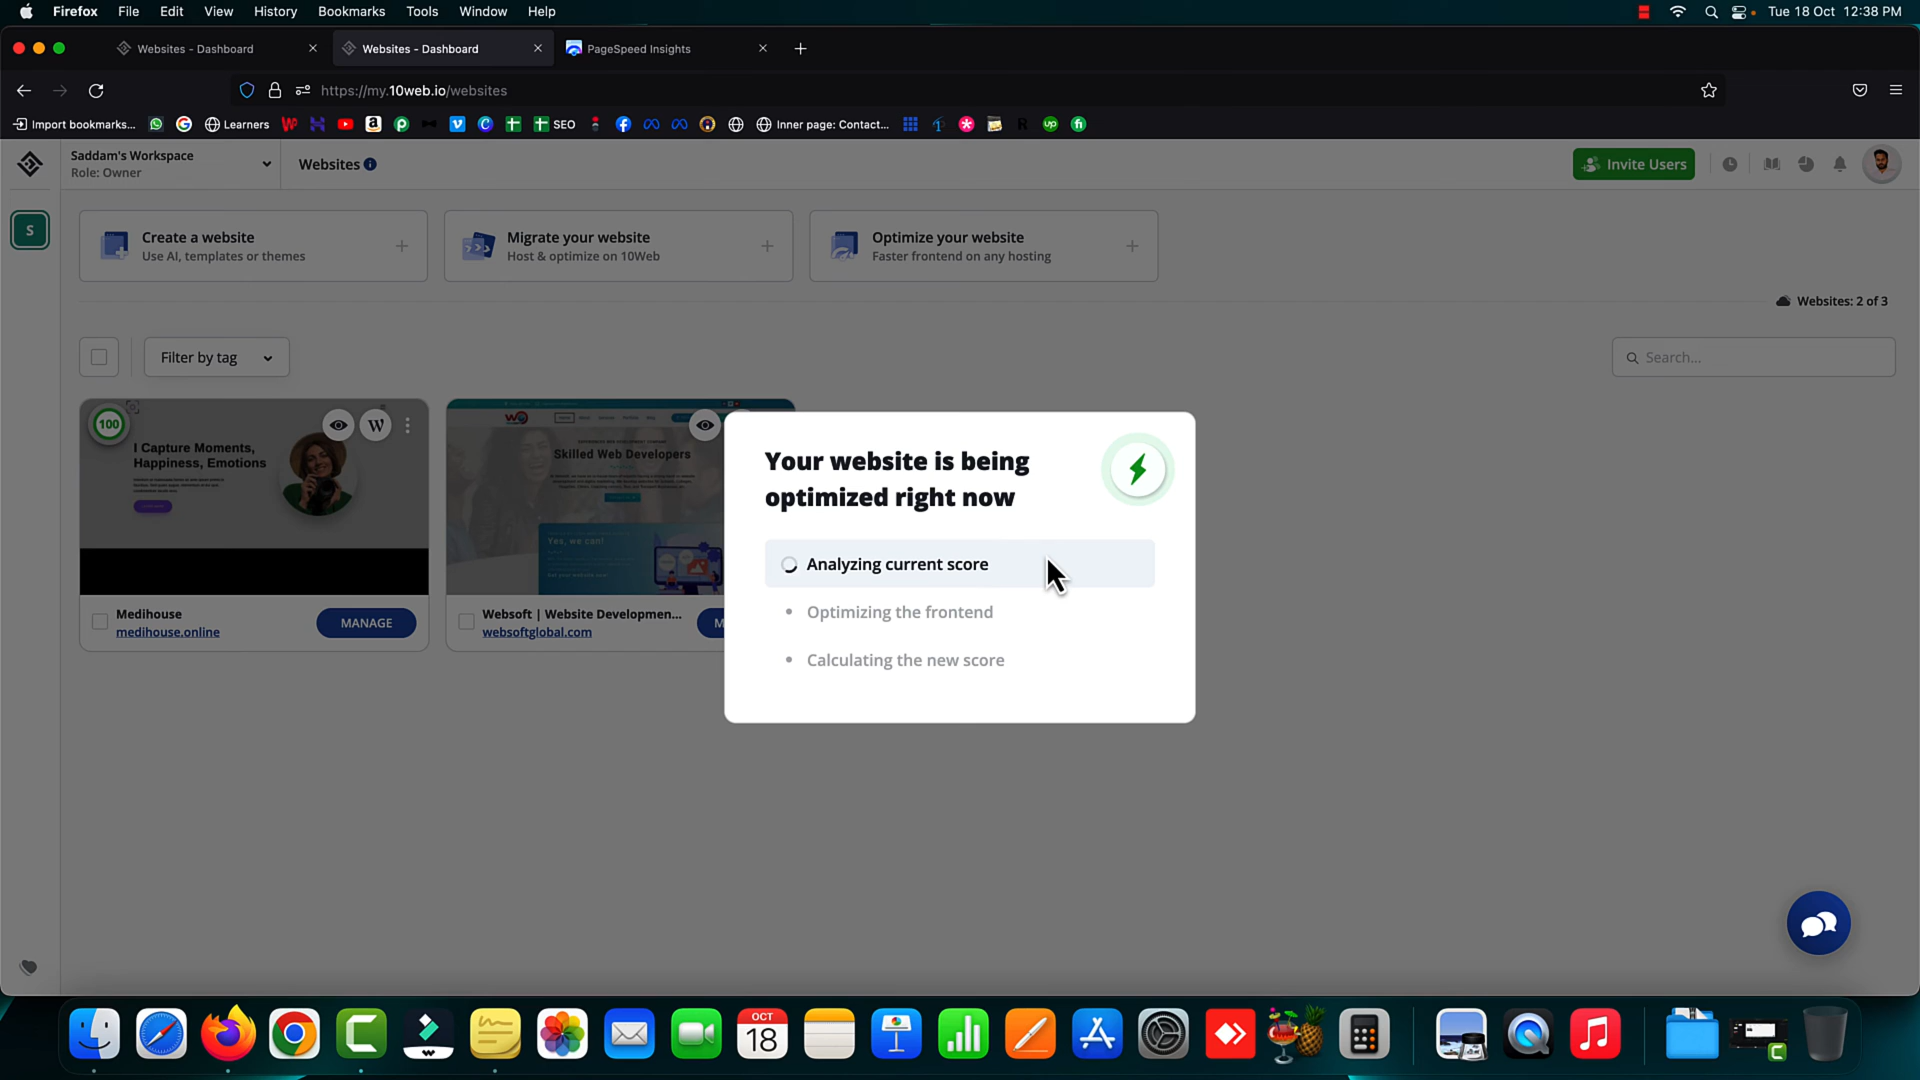 Firefox File Edit View History Bookmarks Tools Window Help
Tue 18 Oct 12:38 PM
Websites - Dashboard
Websites - Dashboard
PageSpeed Insights
https://my.10web.io/websites
Import bookmarks...
Learners
SEO
Inner page: Contact...
Saddam's Workspace
Role: Owner
Websites
Invite Users
S
Create a website
Use AI, templates or themes
Migrate your website
Host & optimize on 10Web
Optimize your website
Faster frontend on any hosting
Websites: 2 of 3
Filter by tag
Search...
100
I Capture Moments,
Happiness, Emotions
Skilled Web Developers
Yes, we can!
Your website is being
optimized right now
Analyzing current score
Optimizing the frontend
Calculating the new score
Medihouse
medihouse.online
MANAGE
Websoft | Website Developmen...
websoftglobal.com
M
OCT
18